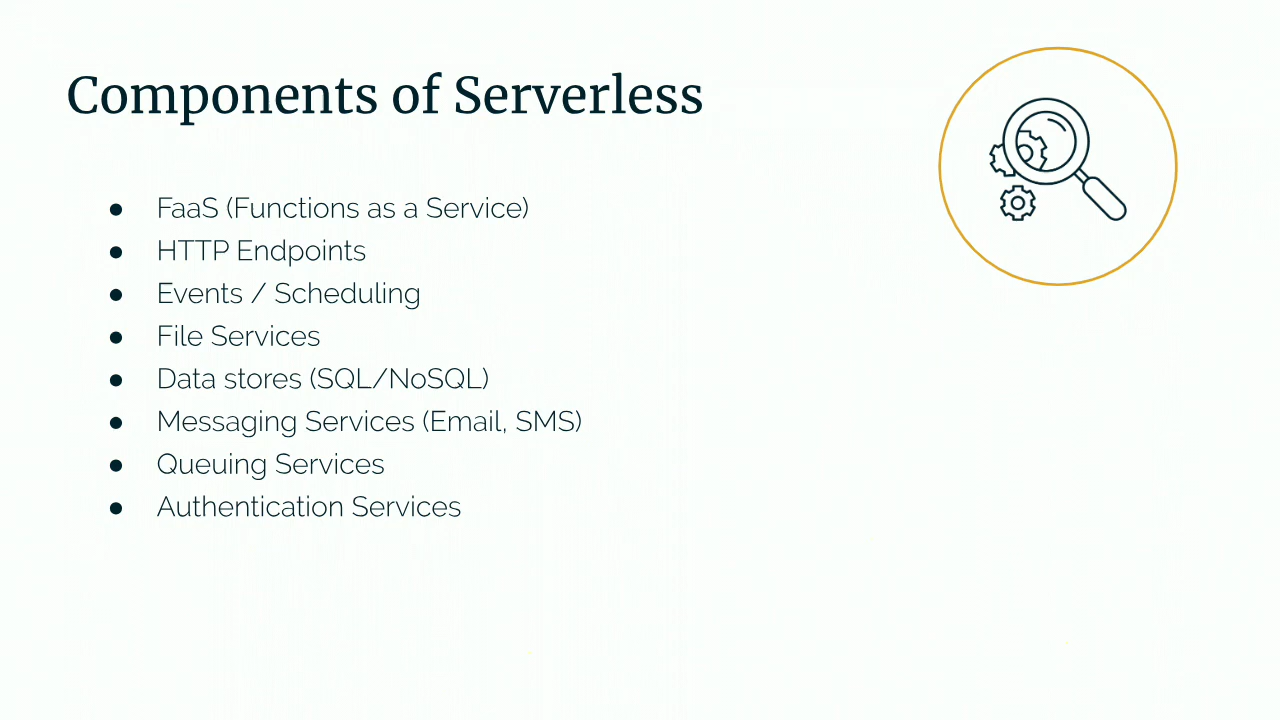 Components of Serverless
● FaaS (Functions as a Service)
● HTTP Endpoints
● Events / Scheduling
● File Services
● Data stores (SQL/NoSQL)
● Messaging Services (Email, SMS)
● Queuing Services
● Authentication Services